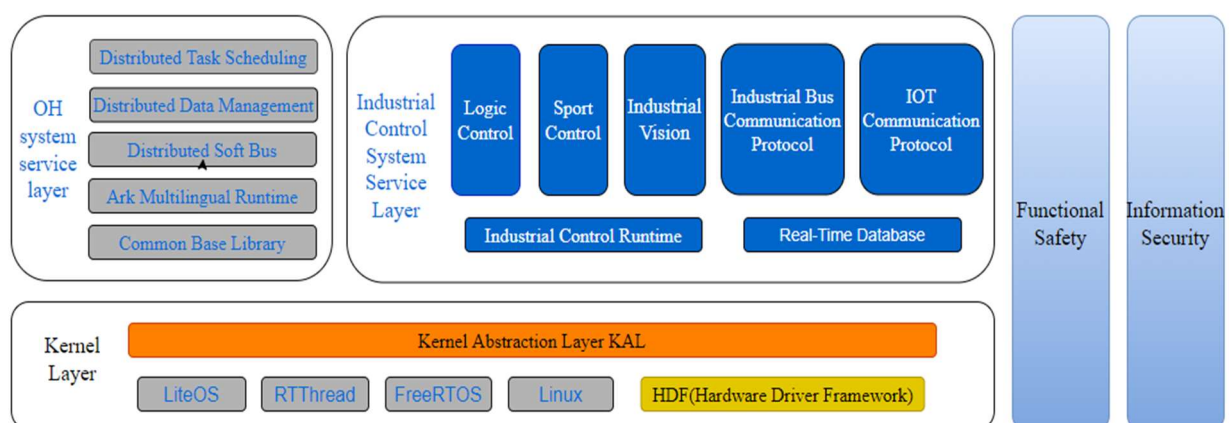 OH
system
service
layer
Distributed Task Scheduling
Distributed Data Management
Distributed Soft Bus
Ark Multilingual Runtime
Common Base Library
Industrial
Control
System
Service
Layer
Logic
Control
Sport
Control
Industrial
Vision
Industrial Bus
Communication
Protocol
IOT
Communication
Protocol
Industrial Control Runtime
Real-Time Database
Functional
Safety
Information
Security
Kernel
Layer
Kernel Abstraction Layer KAL
LiteOS
RTThread
FreeRTOS
Linux
HDF(Hardware Driver Framework)